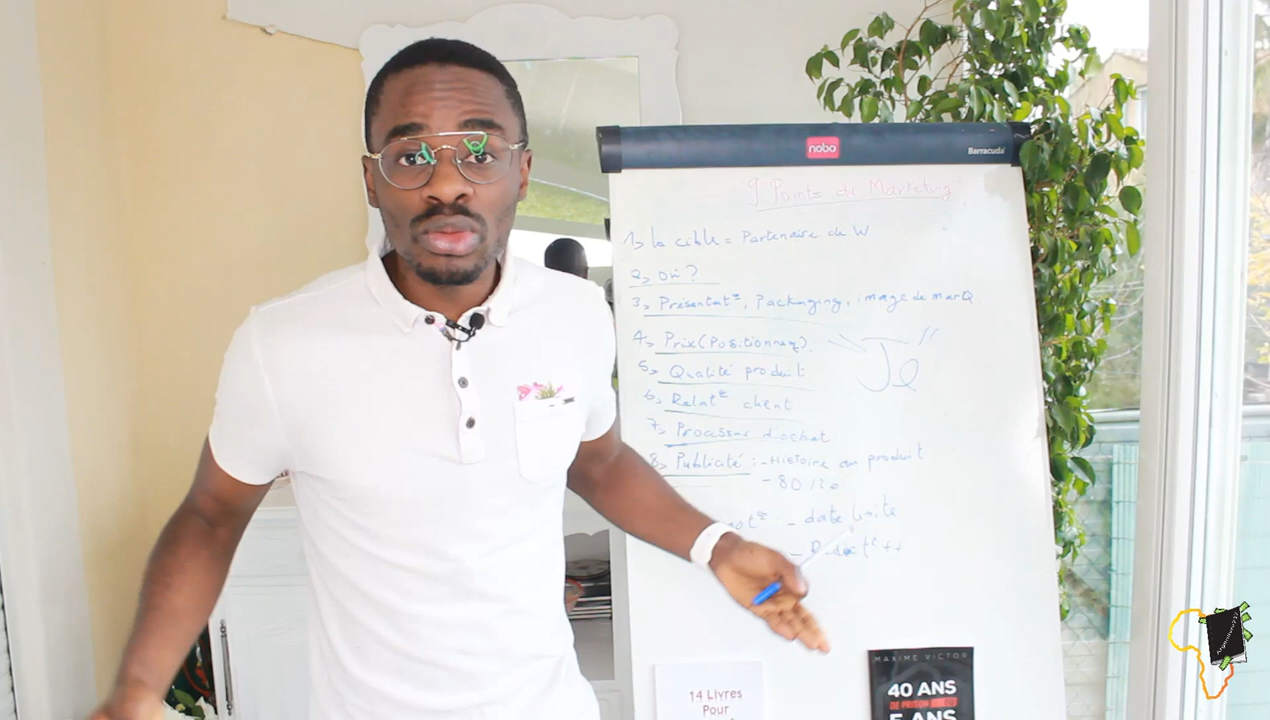 nobo
Barracuda
9 Points du Marketing
1> la cible = Partenaire de W
2> Où ?
3> Présentat°, Packaging, image de marQ
4> Prix (Positionneq)
Je
5> Qualité produit
6> Relat° client
7> Processus d'achat
8> Publicité : - Histoire du produit
- 80/20
- date limite
- ++
14 Livres
Pour
MAXIME VICTOR
40 ANS
DE PRISON
5 ANS